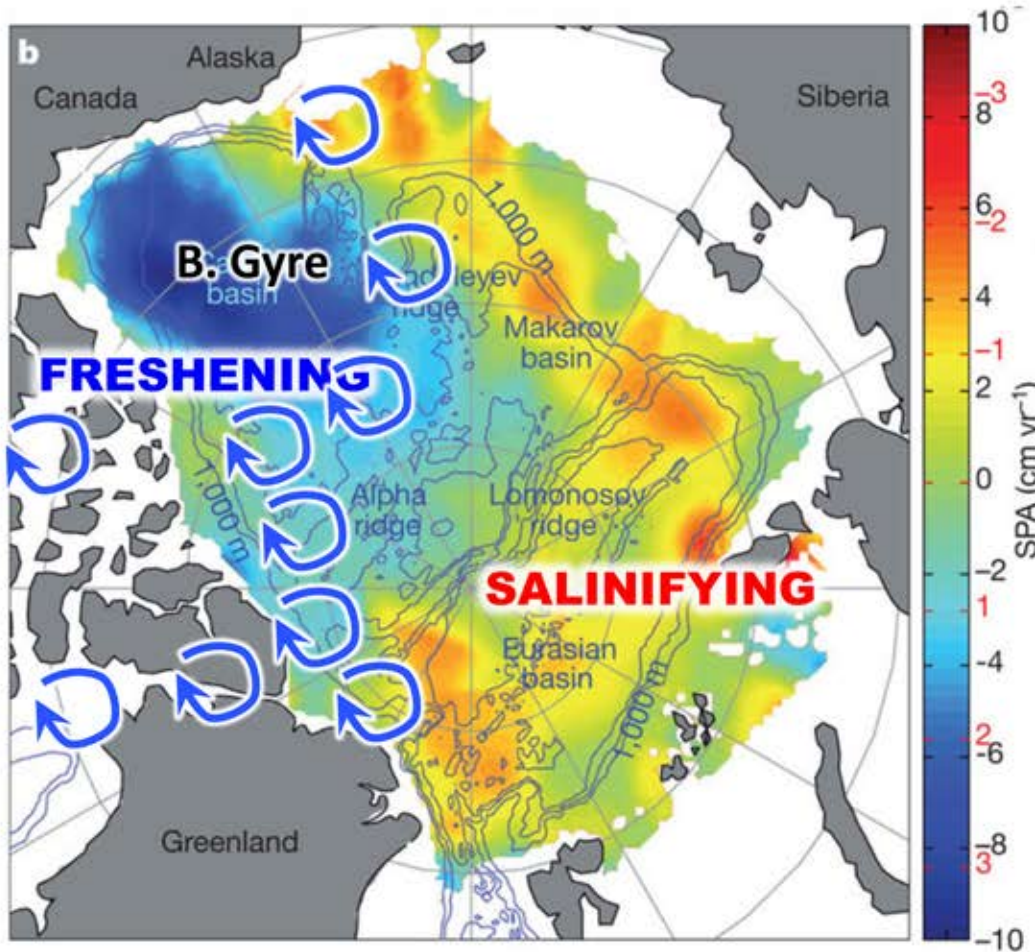 b
Alaska
Canada
Siberia
1,000 m
B. Gyre
basin
ridge
Makarov
basin
FRESHENING
1,000 m
Alpha
ridge
Lomonosov
ridge
SALINIFYING
Eurasian
basin
1,000 m
Greenland
10
8
6
4
2
0
-2
-4
-6
-8
-10
-3
-2
-1
1
2
3
SPA (cm yr⁻¹)